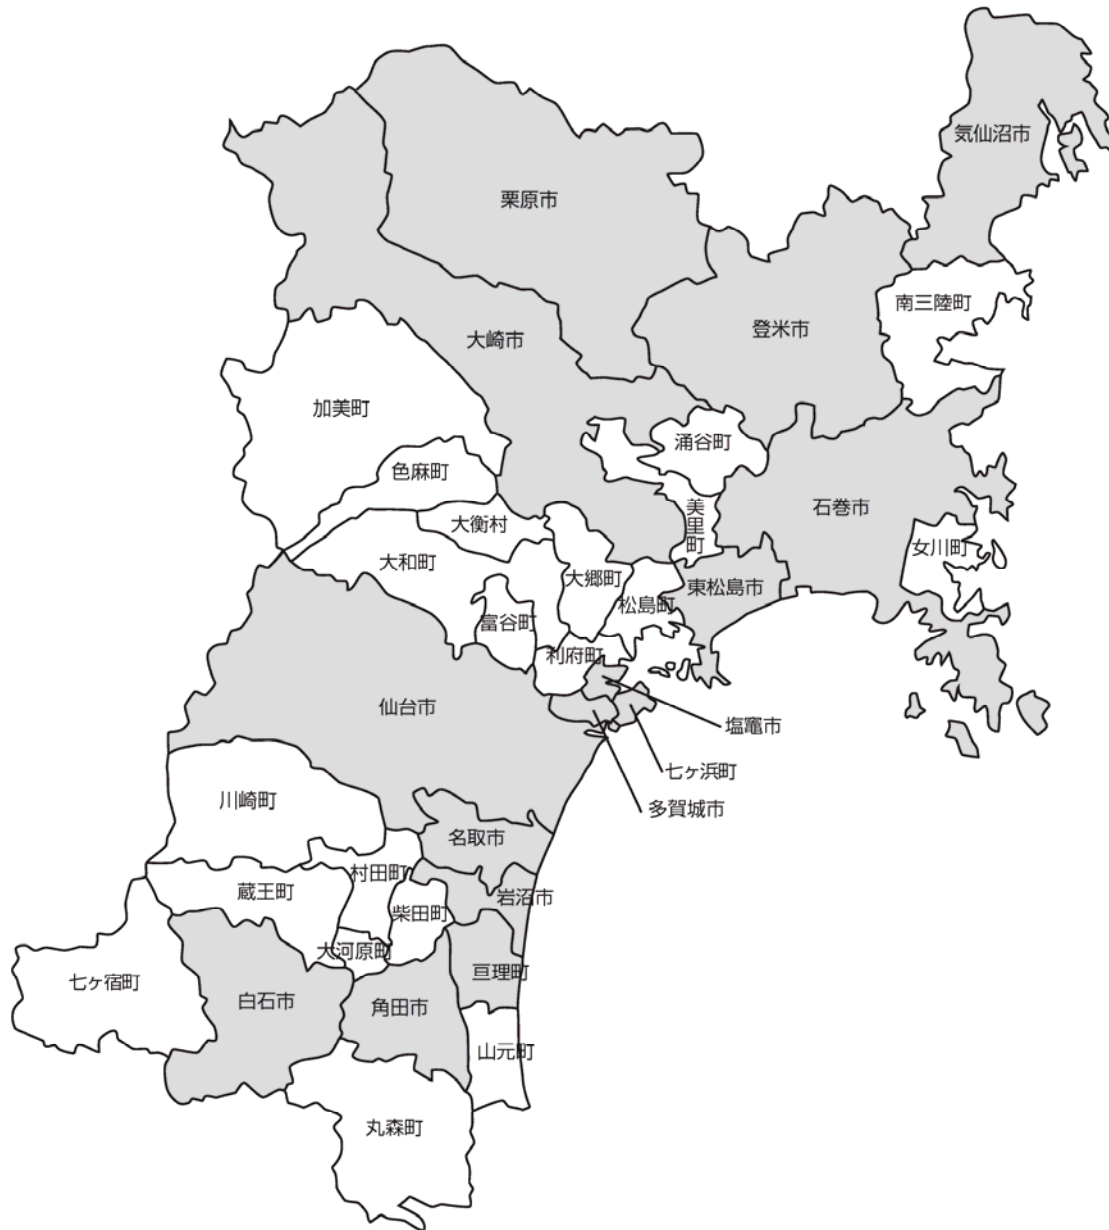 気仙沼市
栗原市
南三陸町
登米市
大崎市
加美町
涌谷町
色麻町
石巻市
美里町
大衡村
女川町
大和町
大郷町
東松島市
松島町
富谷町
利府町
仙台市
塩竈市
七ヶ浜町
川崎町
多賀城市
名取市
村田町
蔵王町
岩沼市
柴田町
大河原町
亘理町
七ヶ宿町
白石市
角田市
山元町
丸森町